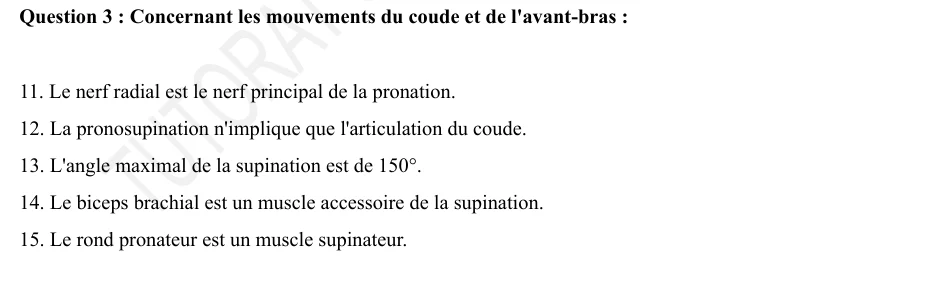 Question 3 : Concernant les mouvements du coude et de l'avant-bras :
11. Le nerf radial est le nerf principal de la pronation.
12. La pronosupination n'implique que l'articulation du coude.
13. L'angle maximal de la supination est de 150°.
14. Le biceps brachial est un muscle accessoire de la supination.
15. Le rond pronateur est un muscle supinateur.